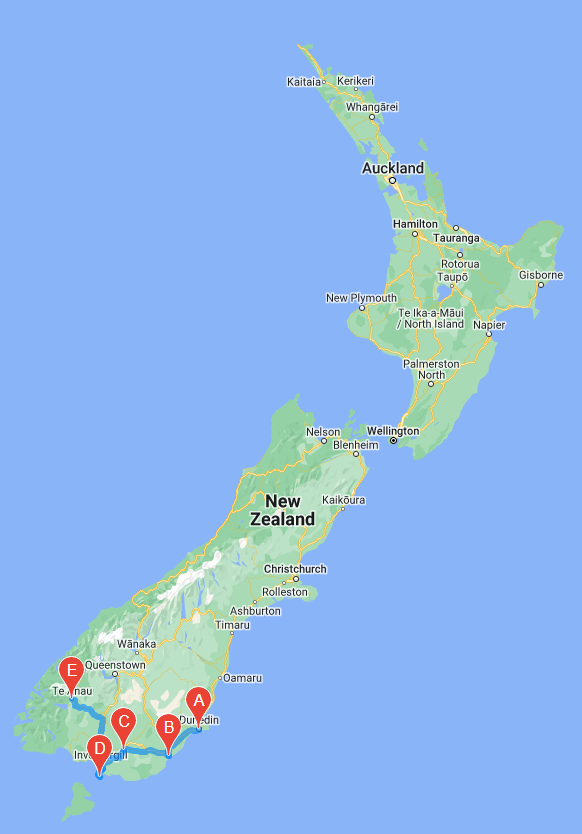 Kaitaia
Kerikeri
Whangārei
Auckland
Hamilton
Tauranga
Rotorua
Taupō
Gisborne
New Plymouth
Te Ika-a-Māui
/ North Island
Napier
Palmerston
North
Nelson
Wellington
Blenheim
New
Zealand
Kaikōura
Christchurch
Rolleston
Ashburton
Timaru
Wānaka
Queenstown
Oamaru
E
Te Anau
A
Dunedin
C
B
D
Invercargill